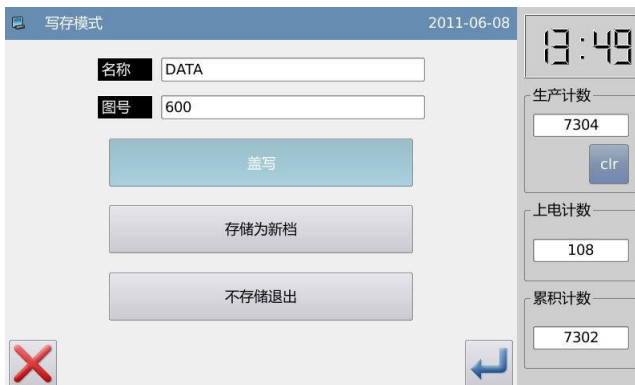 写存模式 2011-06-08
名称 DATA
图号 600
盖写
存储为新档
不存储退出
13:49
生产计数
7304
clr
上电计数
108
累积计数
7302